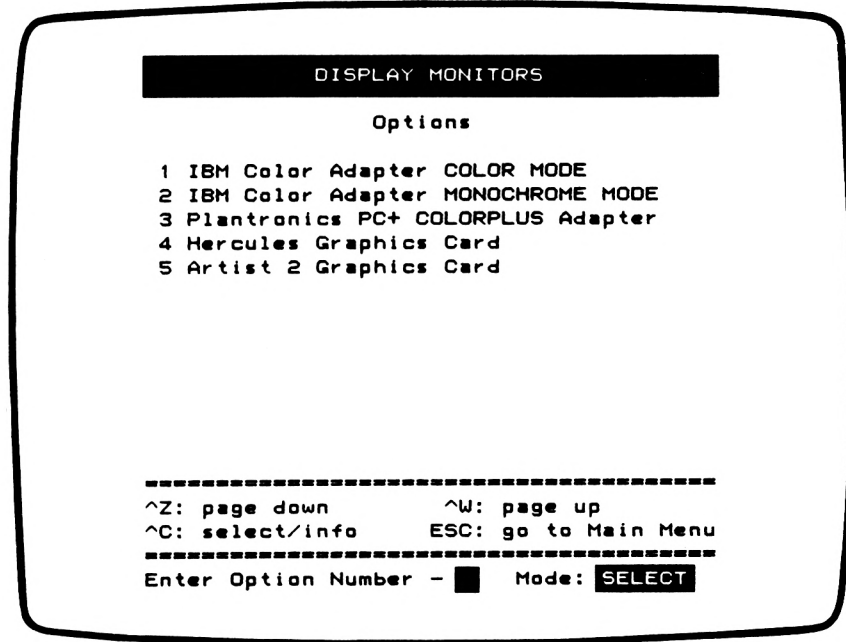 DISPLAY MONITORS
Options
1 IBM Color Adapter COLOR MODE
2 IBM Color Adapter MONOCHROME MODE
3 Plantronics PC+ COLORPLUS Adapter
4 Hercules Graphics Card
5 Artist 2 Graphics Card
==========================================
^Z: page down ^W: page up
^C: select/info ESC: go to Main Menu
==========================================
Enter Option Number - Mode: SELECT